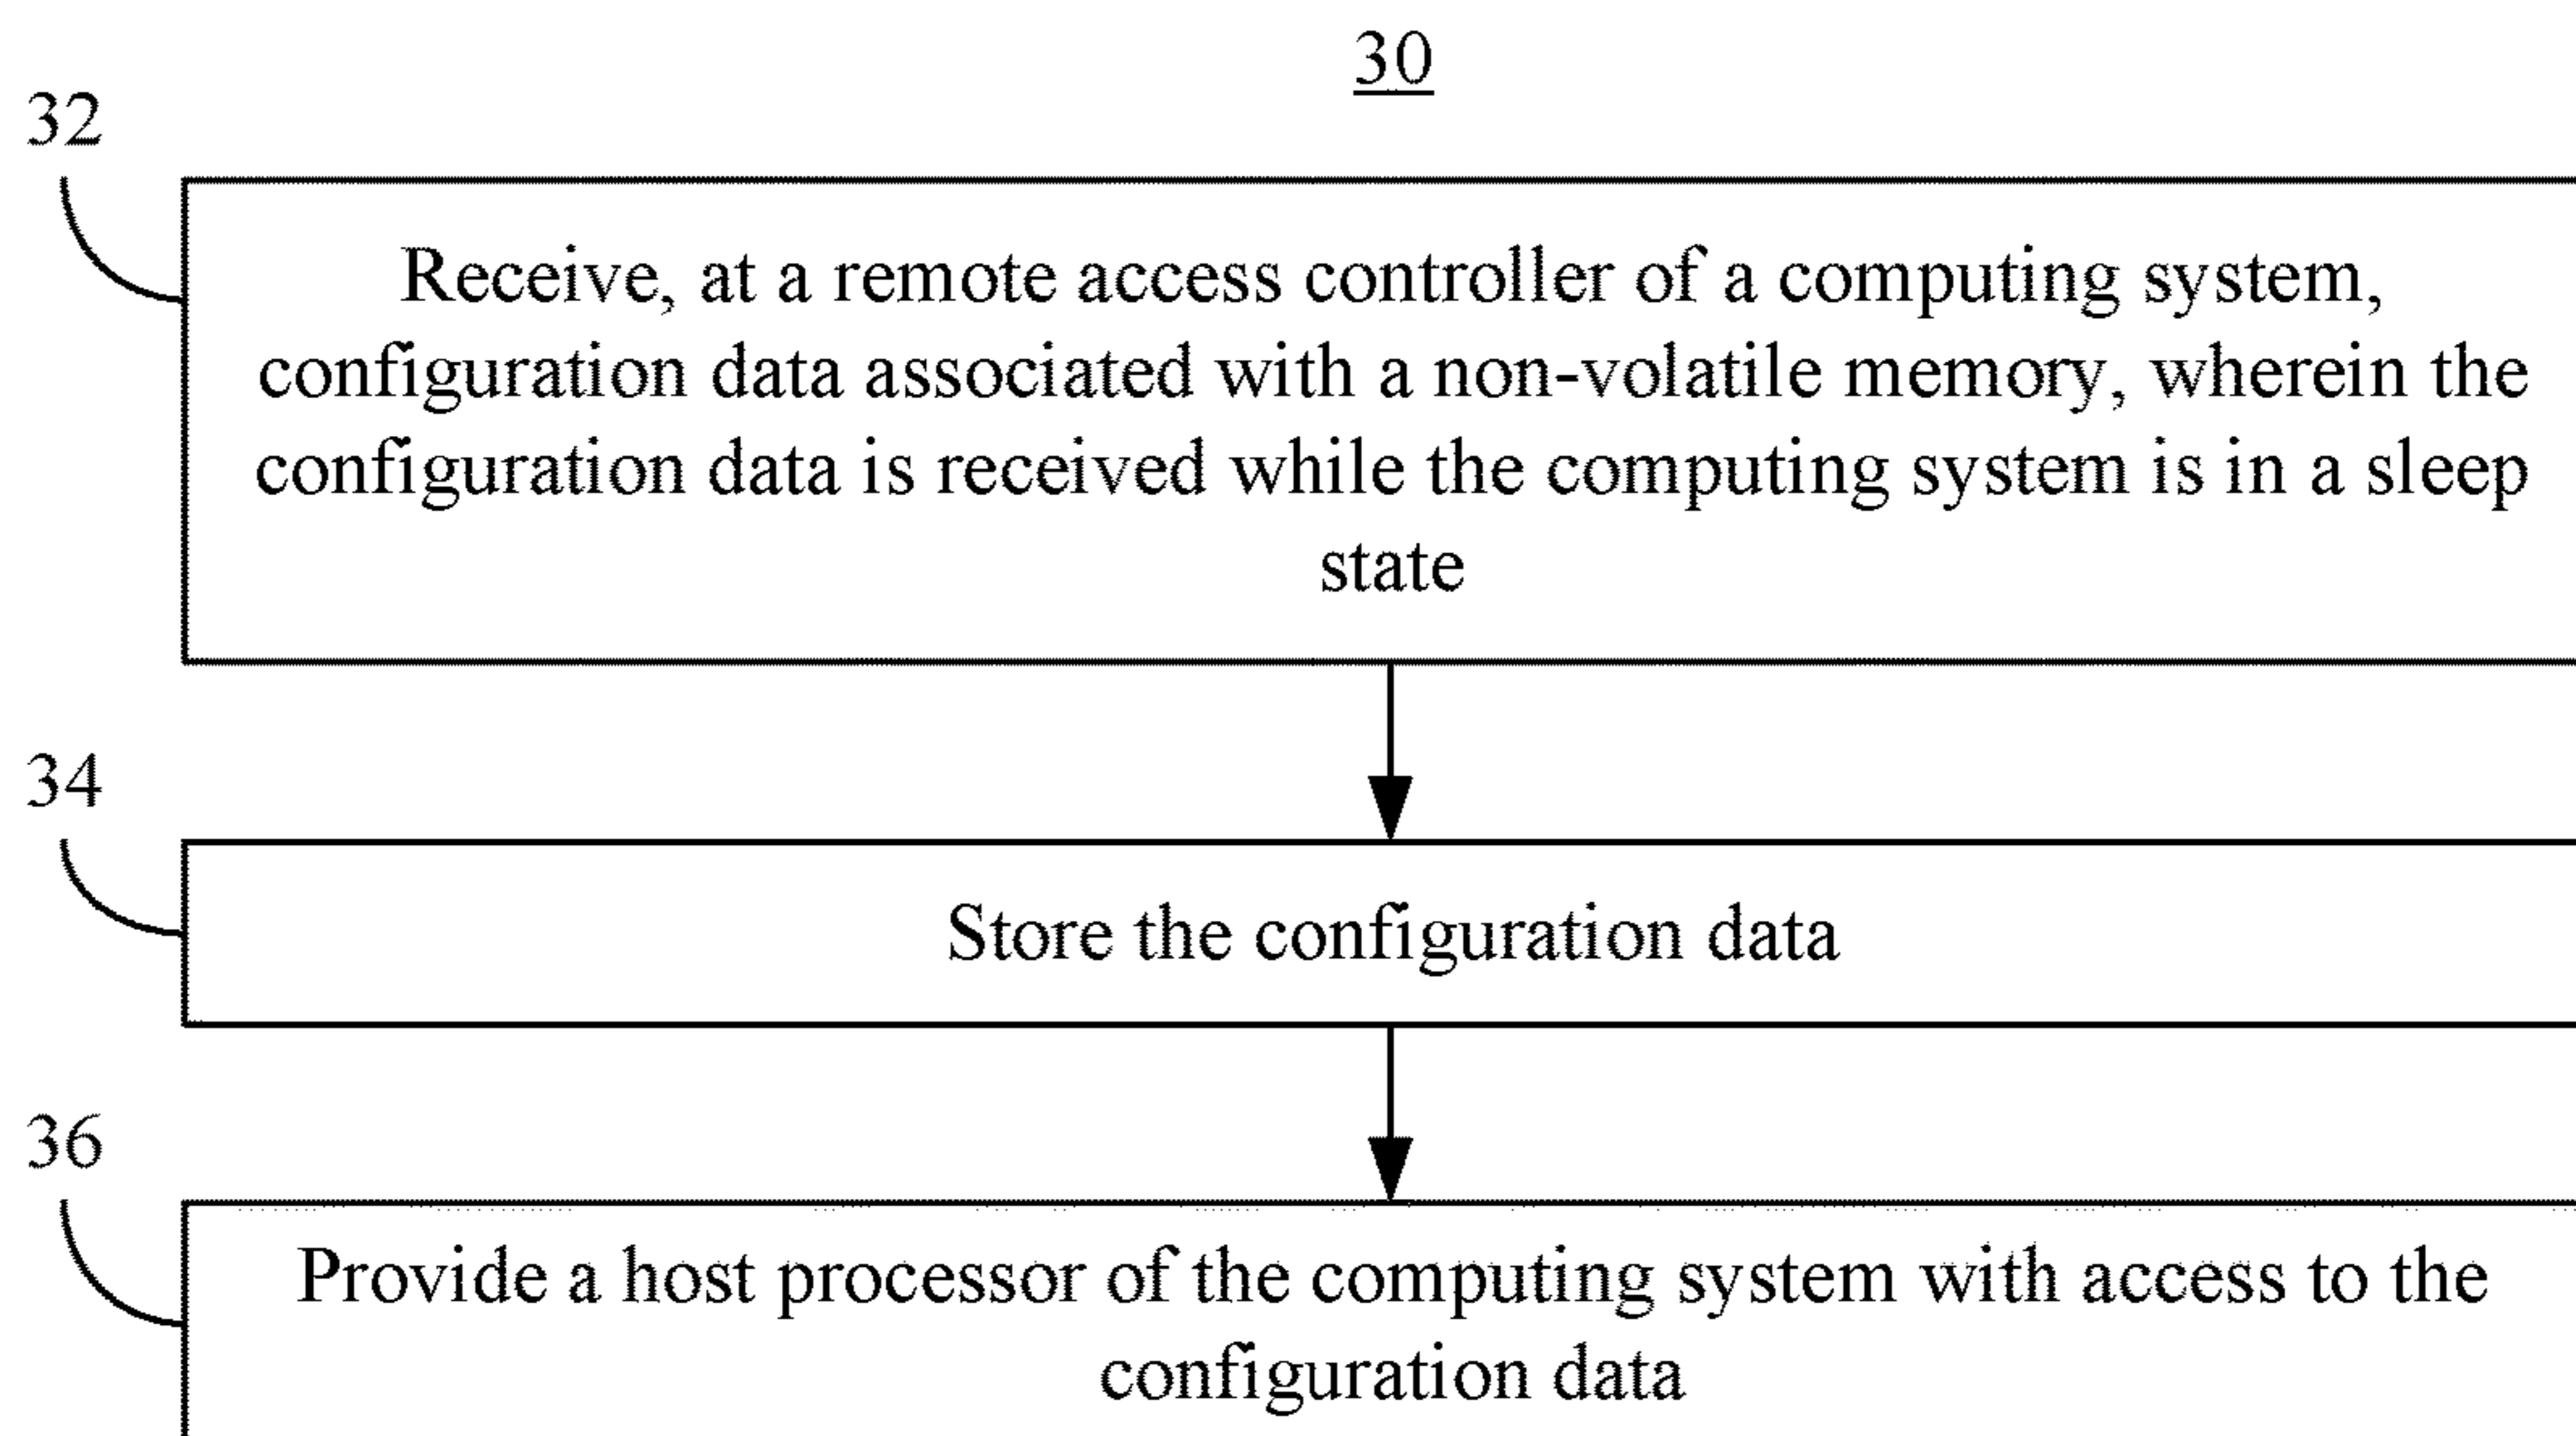 30
32
Receive, at a remote access controller of a computing system,
configuration data associated with a non-volatile memory, wherein the
configuration data is received while the computing system is in a sleep
state
34
Store the configuration data
36
Provide a host processor of the computing system with access to the
configuration data